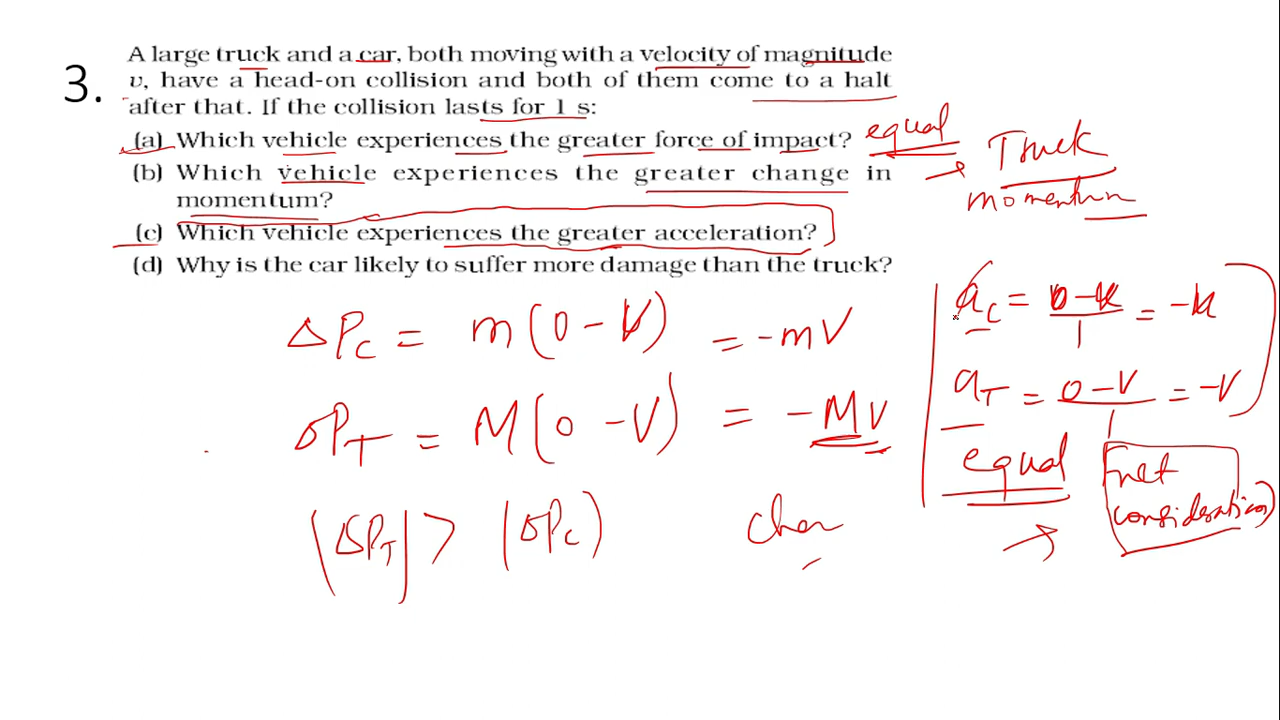 3.
A large truck and a car, both moving with a velocity of magnitude
v, have a head-on collision and both of them come to a halt
after that. If the collision lasts for 1 s:
(a) Which vehicle experiences the greater force of impact?
equal
(b) Which vehicle experiences the greater change in
momentum?
Truck
momentum
(c) Which vehicle experiences the greater acceleration?
(d) Why is the car likely to suffer more damage than the truck?
ΔPc = m(0 - V) = -mV
ΔPT = M(0 - V) = -MV
|ΔPT| > |ΔPc|
chan
aT = 0-V / 1 = -V
equal
Fnet
consideration)